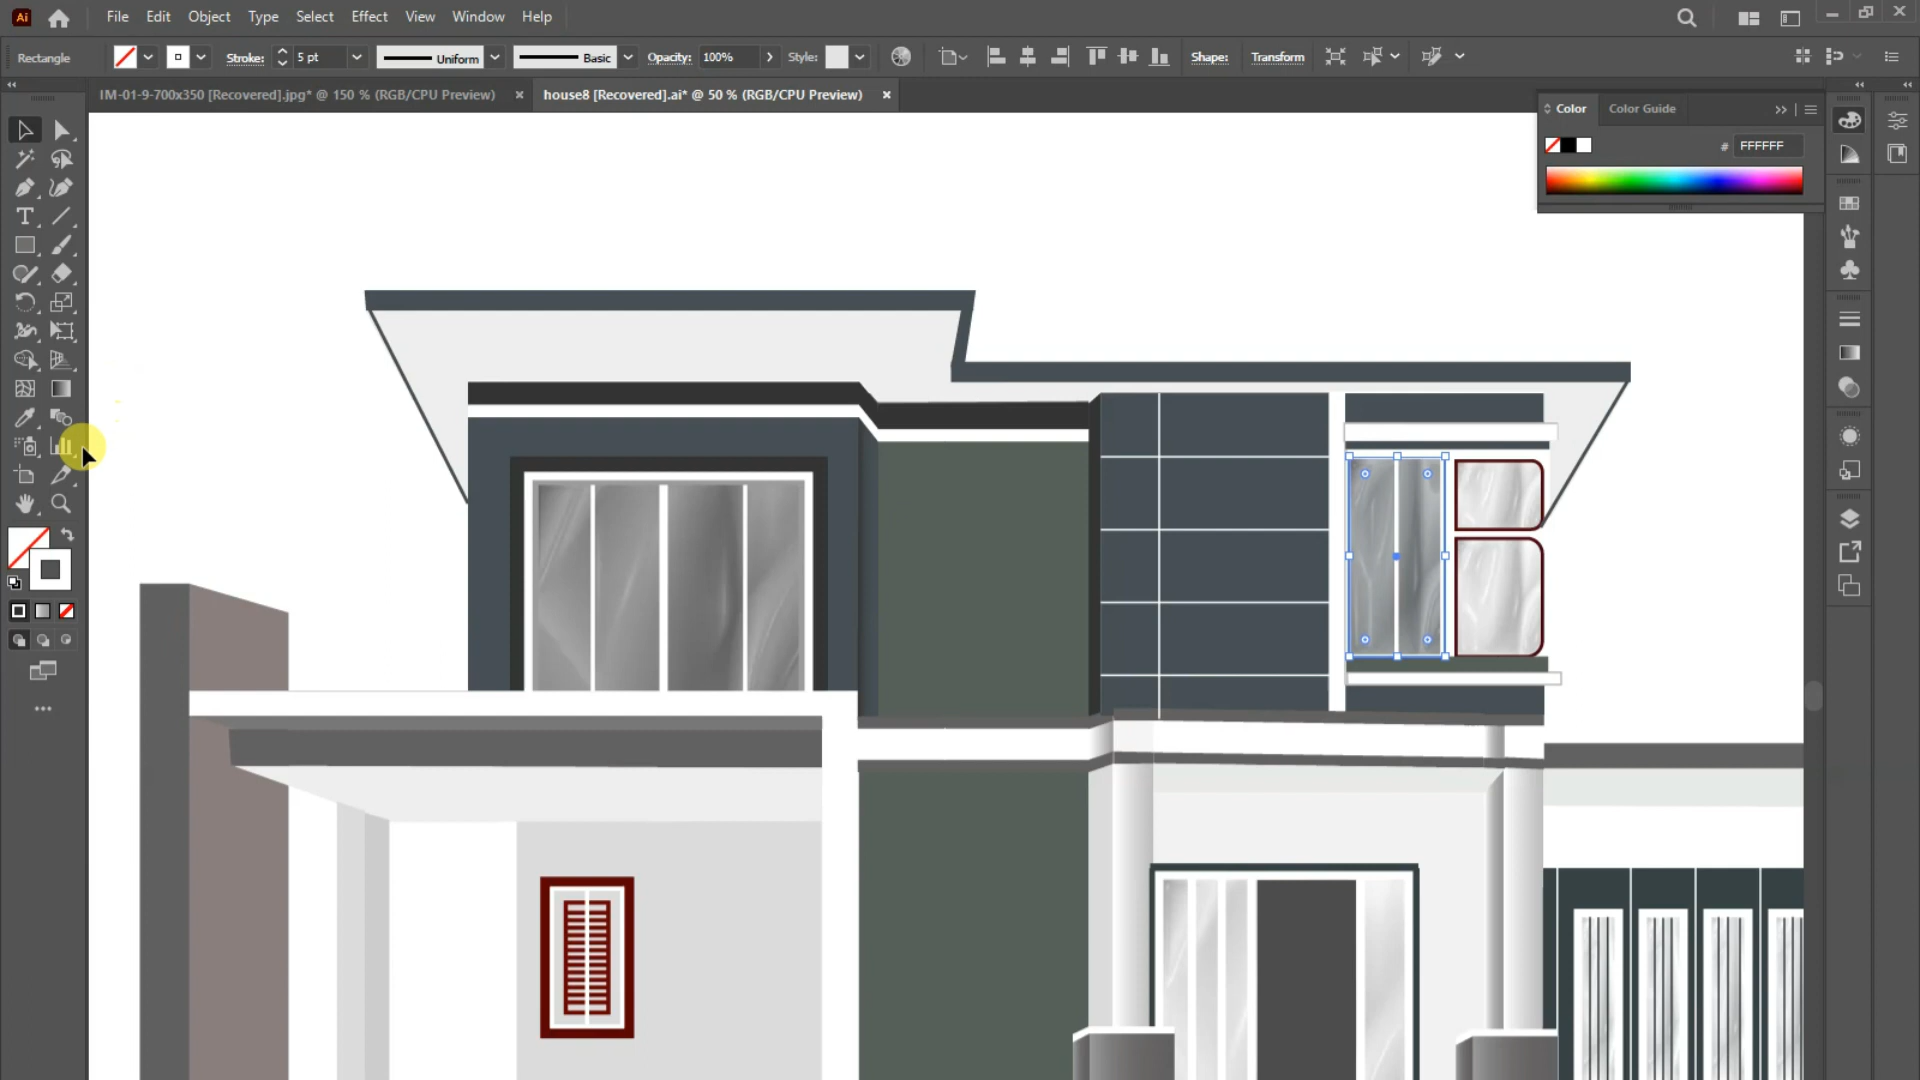 Ai File Edit Object Type Select Effect View Window Help
Rectangle Stroke: 5 pt Uniform Basic Opacity: 100% Style: Shape: Transform
IM-01-9-700x350 [Recovered].jpg* @ 150 % (RGB/CPU Preview) × house8 [Recovered].ai* @ 50 % (RGB/CPU Preview) ×
Color Color Guide
# FFFFFF